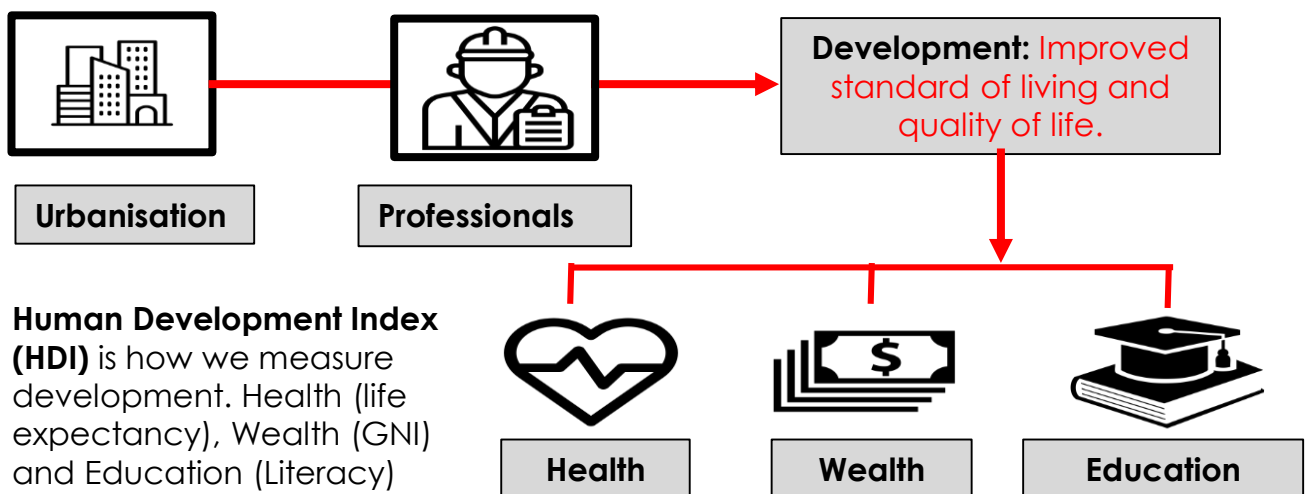 Development: Improved
standard of living and
quality of life.
Urbanisation
Professionals
Human Development Index
(HDI) is how we measure
development. Health (life
expectancy), Wealth (GNI)
and Education (Literacy)
$
Health
Wealth
Education